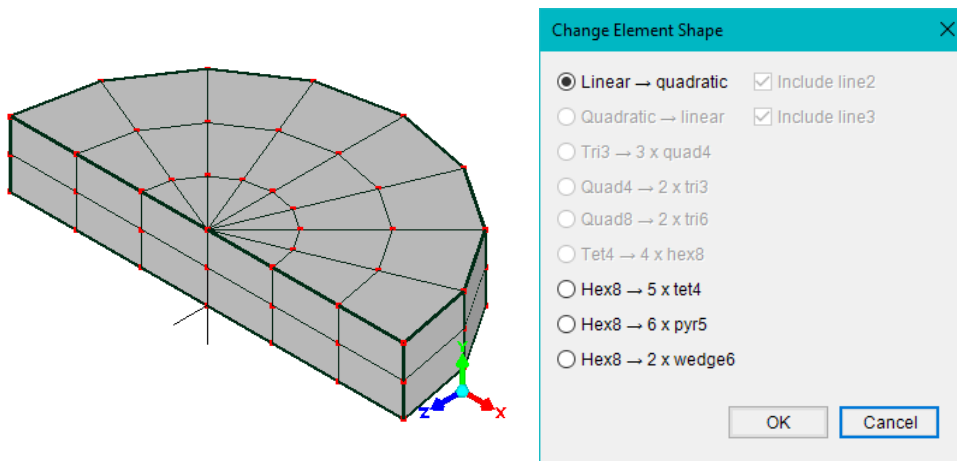 Change Element Shape
Linear → quadratic
Include line2
Quadratic → linear
Include line3
Tri3 → 3 x quad4
Quad4 → 2 x tri3
Quad8 → 2 x tri6
Tet4 → 4 x hex8
Hex8 → 5 x tet4
Hex8 → 6 x pyr5
Hex8 → 2 x wedge6
OK
Cancel
Y
Z
X